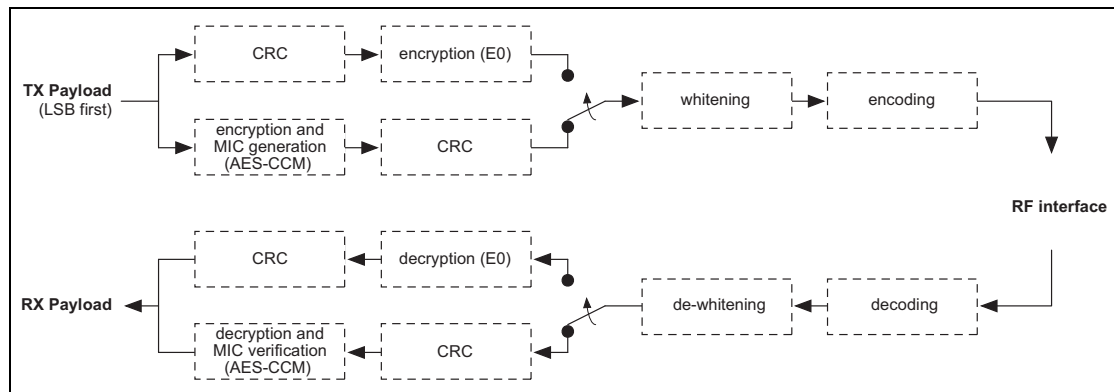 CRC
encryption (E0)
TX Payload
(LSB first)
whitening
encoding
encryption and
MIC generation
(AES-CCM)
CRC
RF interface
CRC
decryption (E0)
RX Payload
de-whitening
decoding
decryption and
MIC verification
(AES-CCM)
CRC